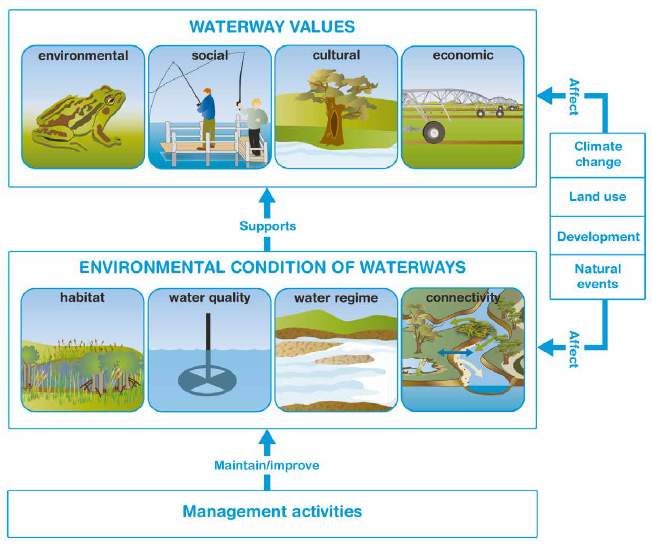 WATERWAY VALUES
environmental
social
cultural
economic
Affect
Climate
change
Land use
Development
Natural
events
Supports
ENVIRONMENTAL CONDITION OF WATERWAYS
habitat
water quality
water regime
connectivity
Affect
Maintain/improve
Management activities